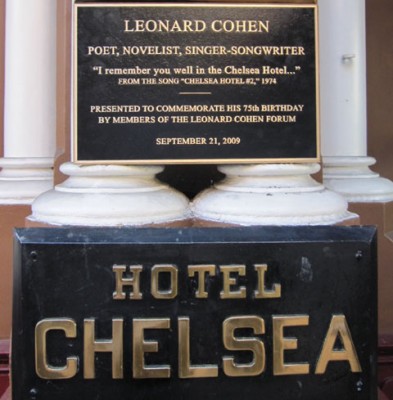 LEONARD COHEN
POET, NOVELIST, SINGER-SONGWRITER
“I remember you well in the Chelsea Hotel...”
FROM THE SONG “CHELSEA HOTEL #2,” 1974
PRESENTED TO COMMEMORATE HIS 75th BIRTHDAY
BY MEMBERS OF THE LEONARD COHEN FORUM
SEPTEMBER 21, 2009
HOTEL
CHELSEA